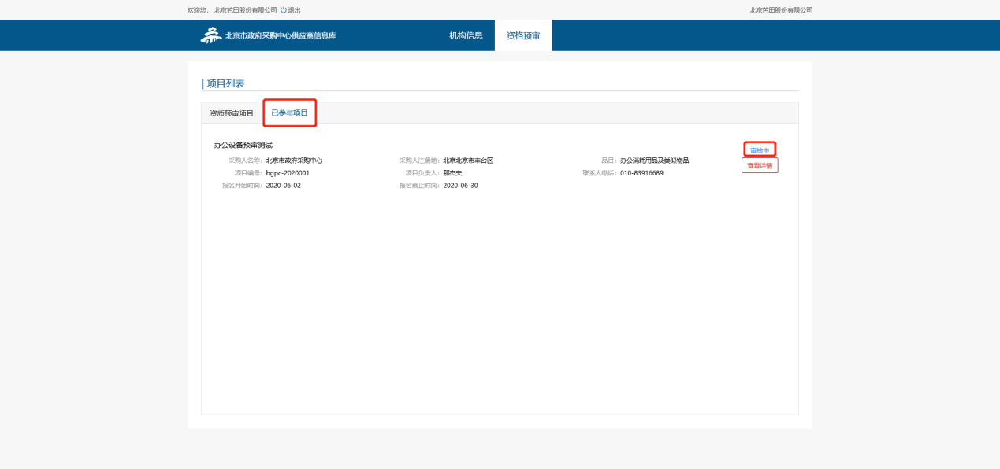 欢迎您, 北京芭田股份有限公司 退出 北京芭田股份有限公司
北京市政府采购中心供应商信息库 机构信息 资格预审
项目列表
资质预审项目 已参与项目
办公设备预审测试 审核中
采购人名称: 北京市政府采购中心 采购人注册地: 北京北京市丰台区 品目: 办公消耗用品及类似物品
查看详情
项目编号: bgpc-2020001 项目负责人: 那杰夫 联系人电话: 010-83916689
报名开始时间: 2020-06-02 报名截止时间: 2020-06-30